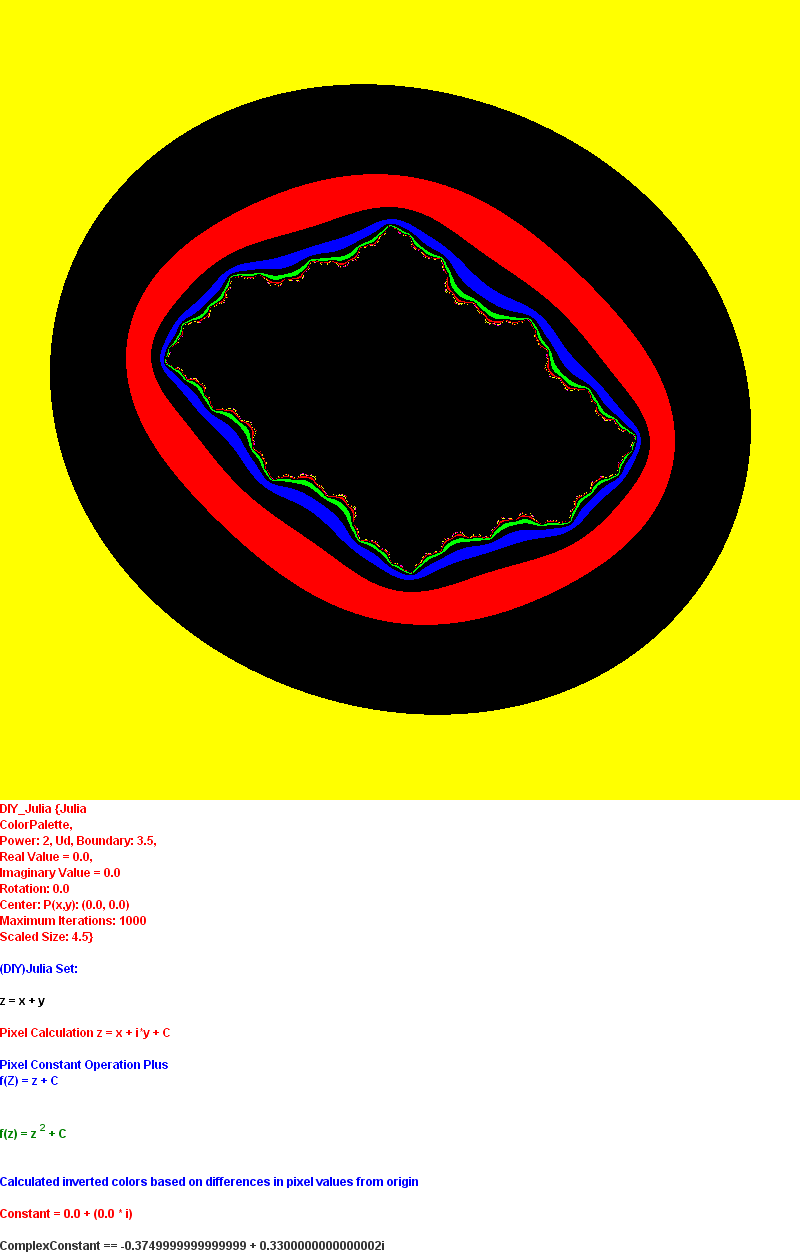 DIY_Julia {Julia
ColorPalette,
Power: 2, Ud, Boundary: 3.5,
Real Value = 0.0,
Imaginary Value = 0.0
Rotation: 0.0
Center: P(x,y): (0.0, 0.0)
Maximum Iterations: 1000
Scaled Size: 4.5}
(DIY)Julia Set:
z = x + y
Pixel Calculation z = x + i*y + C
Pixel Constant Operation Plus
f(Z) = z + C
f(z) = z 2 + C
Calculated inverted colors based on differences in pixel values from origin
Constant = 0.0 + (0.0 * i)
ComplexConstant == -0.3749999999999999 + 0.3300000000000002i